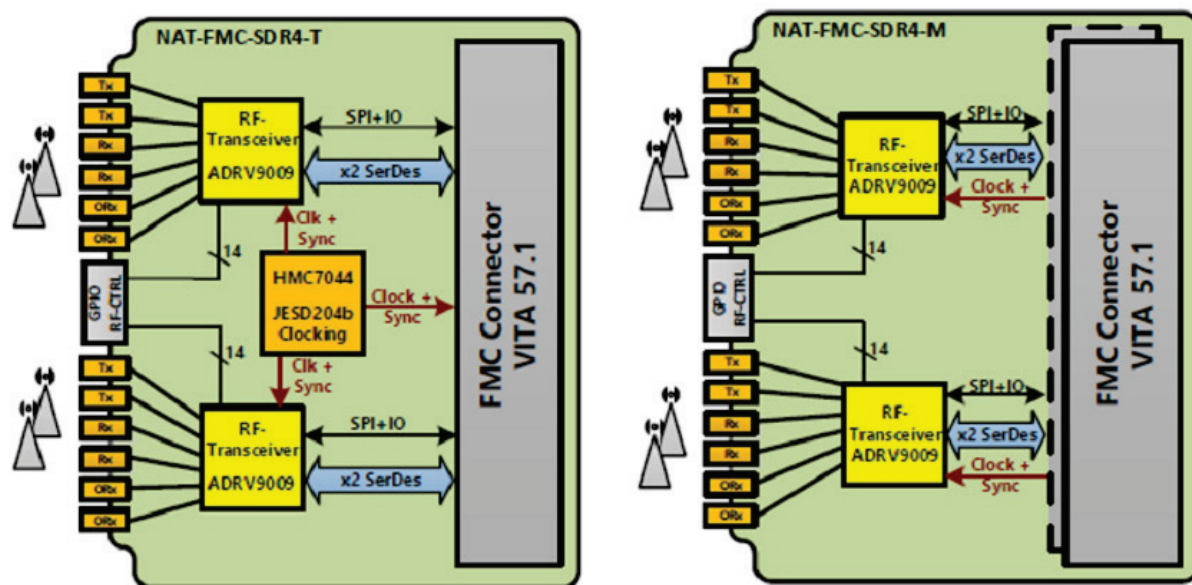 NAT-FMC-SDR4-T
Tx
Tx
Rx
Rx
ORx
ORx
GPIO
RF-CTRL
Tx
Tx
Rx
Rx
ORx
ORx
RF-
Transceiver
ADRV9009
SPI+IO
x2 SerDes
Clk +
Sync
14
HMC7044
JESD204b
Clocking
Clock +
Sync
14
Clk +
Sync
RF-
Transceiver
ADRV9009
SPI+IO
x2 SerDes
FMC Connector
VITA 57.1
NAT-FMC-SDR4-M
Tx
Tx
Rx
Rx
ORx
ORx
GPIO
RF-CTRL
Tx
Tx
Rx
Rx
ORx
ORx
RF-
Transceiver
ADRV9009
SPI+IO
x2 SerDes
Clock +
Sync
14
14
RF-
Transceiver
ADRV9009
SPI+IO
x2 SerDes
Clock +
Sync
FMC Connector
VITA 57.1